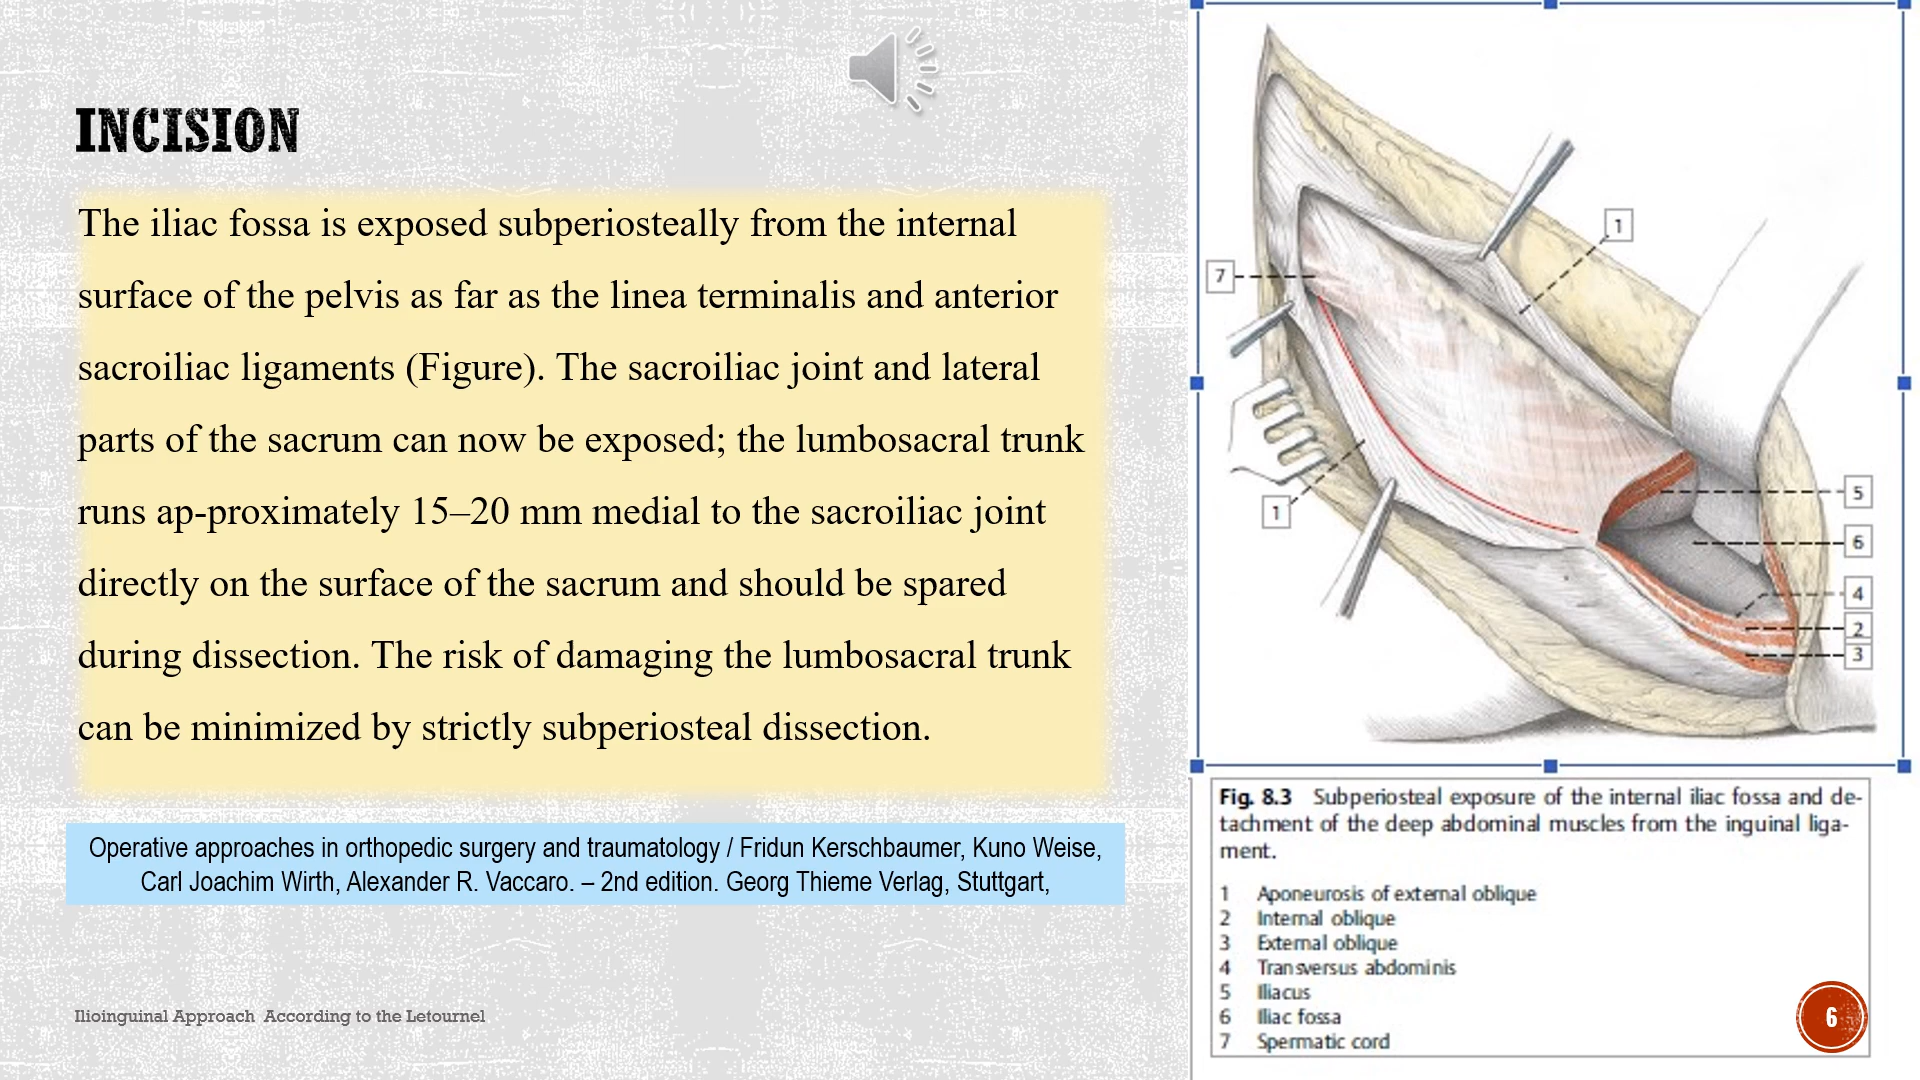 INCISION
The iliac fossa is exposed subperiosteally from the internal
surface of the pelvis as far as the linea terminalis and anterior
sacroiliac ligaments (Figure). The sacroiliac joint and lateral
parts of the sacrum can now be exposed; the lumbosacral trunk
runs ap-proximately 15–20 mm medial to the sacroiliac joint
directly on the surface of the sacrum and should be spared
during dissection. The risk of damaging the lumbosacral trunk
can be minimized by strictly subperiosteal dissection.
Operative approaches in orthopedic surgery and traumatology / Fridun Kerschbaumer, Kuno Weise,
Carl Joachim Wirth, Alexander R. Vaccaro. – 2nd edition. Georg Thieme Verlag, Stuttgart,
Ilioinguinal Approach According to the Letournel
1
7
1
5
6
4
2
3
Fig. 8.3 Subperiosteal exposure of the internal iliac fossa and de-
tachment of the deep abdominal muscles from the inguinal liga-
ment.
1 Aponeurosis of external oblique
2 Internal oblique
3 External oblique
4 Transversus abdominis
5 Iliacus
6 Iliac fossa
7 Spermatic cord
6